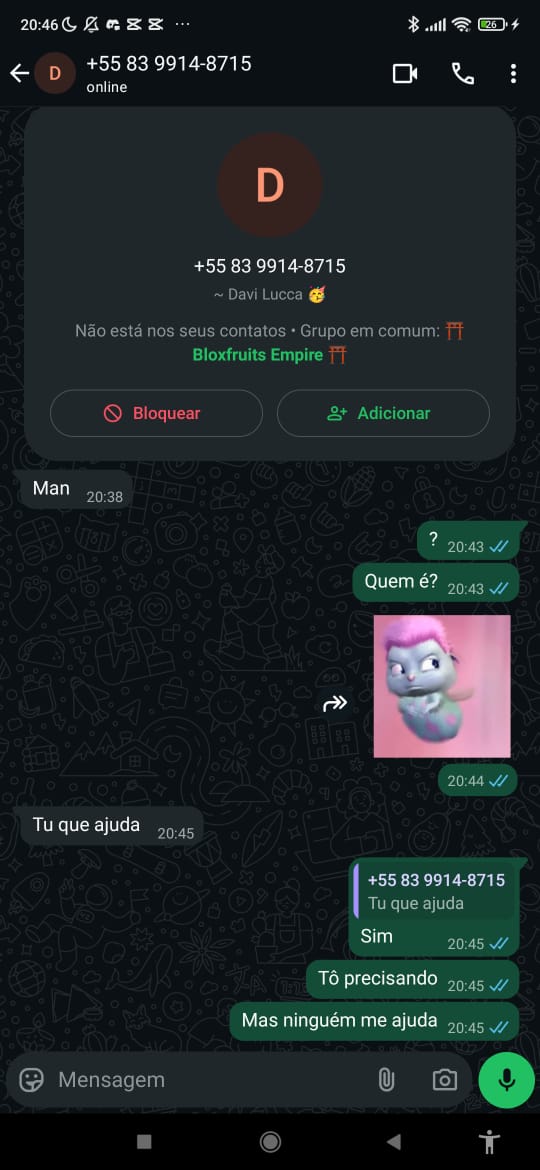 20:46
26
D
+55 83 9914-8715
online
D
+55 83 9914-8715
~ Davi Lucca 🥳
Não está nos seus contatos • Grupo em comum: ⛩️
Bloxfruits Empire ⛩️
Bloquear
Adicionar
Man 20:38
? 20:43
Quem é? 20:43
20:44
Tu que ajuda 20:45
+55 83 9914-8715
Tu que ajuda
Sim 20:45
Tô precisando 20:45
Mas ninguém me ajuda 20:45
Mensagem